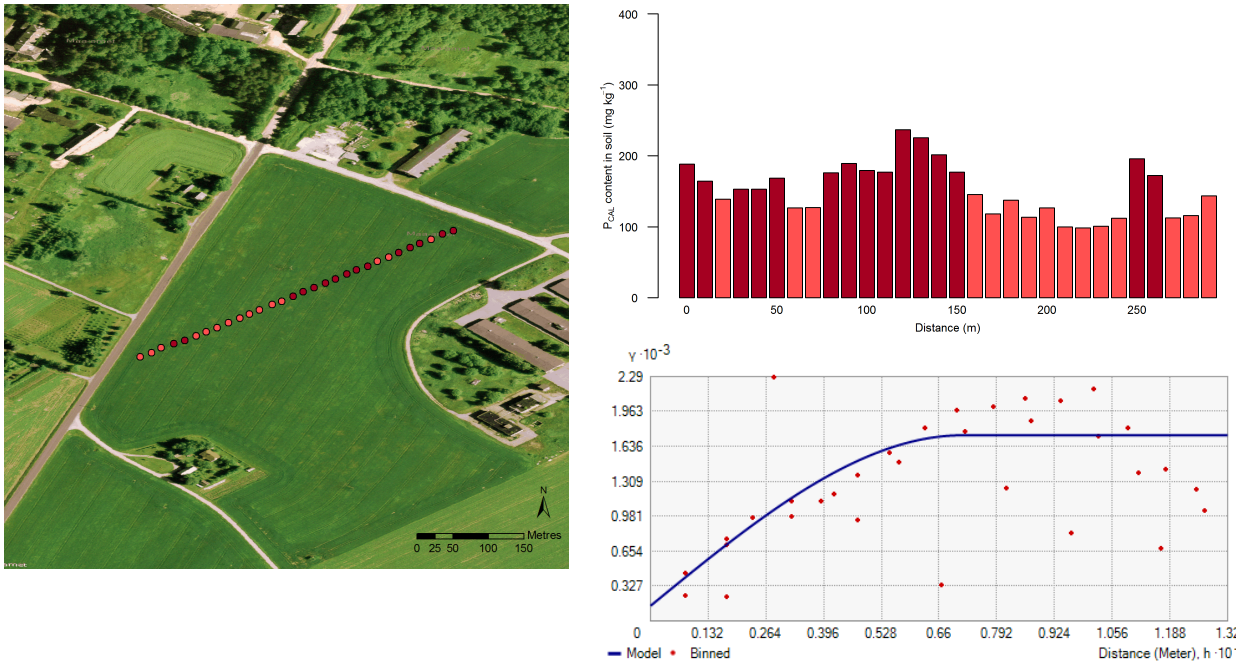 N
Metres
0 25 50 100 150
400
300
200
100
0
P_CAL content in soil (mg kg⁻¹)
0 50 100 150 200 250
Distance (m)
γ ·10⁻³
2.29
1.963
1.636
1.309
0.981
0.654
0.327
0 0.132 0.264 0.396 0.528 0.66 0.792 0.924 1.056 1.188 1.32
Model Binned
Distance (Meter), h ·10